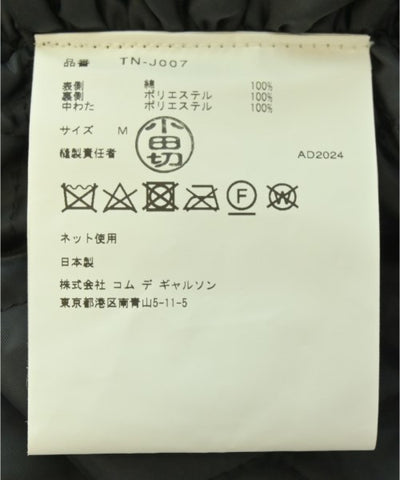 品番 TN-J007
表側 綿 100%
裏側 ポリエステル 100%
中わた ポリエステル 100%
サイズ M
小田切
縫製責任者 AD2024
F W
ネット使用
日本製
株式会社 コム デ ギャルソン
東京都港区南青山5-11-5